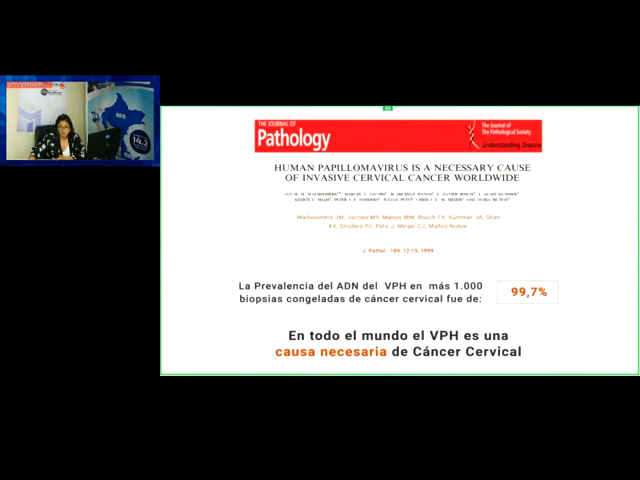 THE JOURNAL OF
Pathology
The Journal of
The Pathological Society
Understanding Disease
HUMAN PAPILLOMAVIRUS IS A NECESSARY CAUSE
OF INVASIVE CERVICAL CANCER WORLDWIDE
Walboomers JM, Jacobs MV, Manos MM, Bosch FX, Kummer JA, Shah
KV, Snijders PJ, Peto J, Meijer CJ, Muñoz Nubia
J. Pathol. 189: 12-19, 1999
La Prevalencia del ADN del VPH en más 1.000
biopsias congeladas de cáncer cervical fue de:
99,7%
En todo el mundo el VPH es una
causa necesaria de Cáncer Cervical
14.2